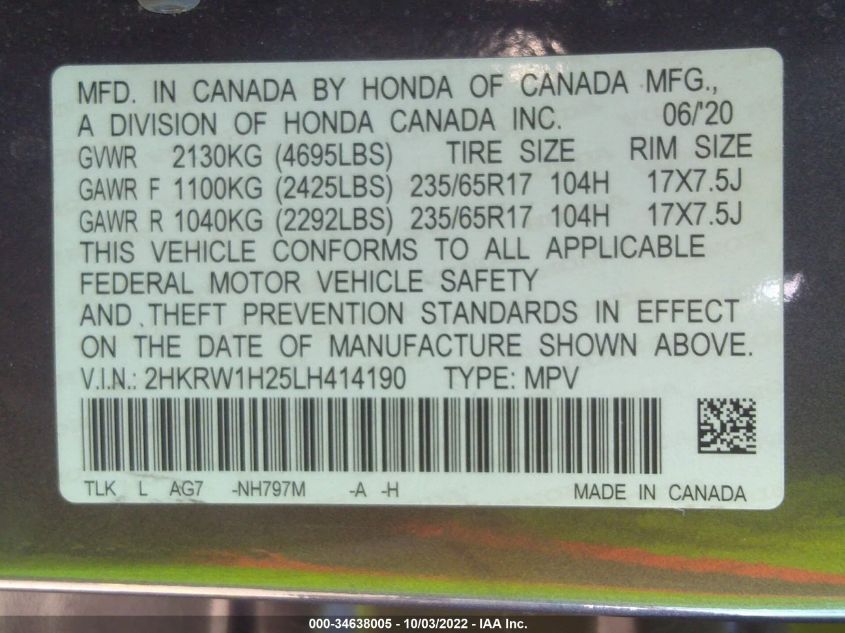 MFD. IN CANADA BY HONDA OF CANADA MFG.,
A DIVISION OF HONDA CANADA INC. 06/'20
GVWR 2130KG (4695LBS) TIRE SIZE RIM SIZE
GAWR F 1100KG (2425LBS) 235/65R17 104H 17X7.5J
GAWR R 1040KG (2292LBS) 235/65R17 104H 17X7.5J
THIS VEHICLE CONFORMS TO ALL APPLICABLE
FEDERAL MOTOR VEHICLE SAFETY
AND THEFT PREVENTION STANDARDS IN EFFECT
ON THE DATE OF MANUFACTURE SHOWN ABOVE.
V.I.N.: 2HKRW1H25LH414190 TYPE: MPV
TLK L AG7 -NH797M -A -H MADE IN CANADA
000-34638005 - 10/03/2022 - IAA Inc.